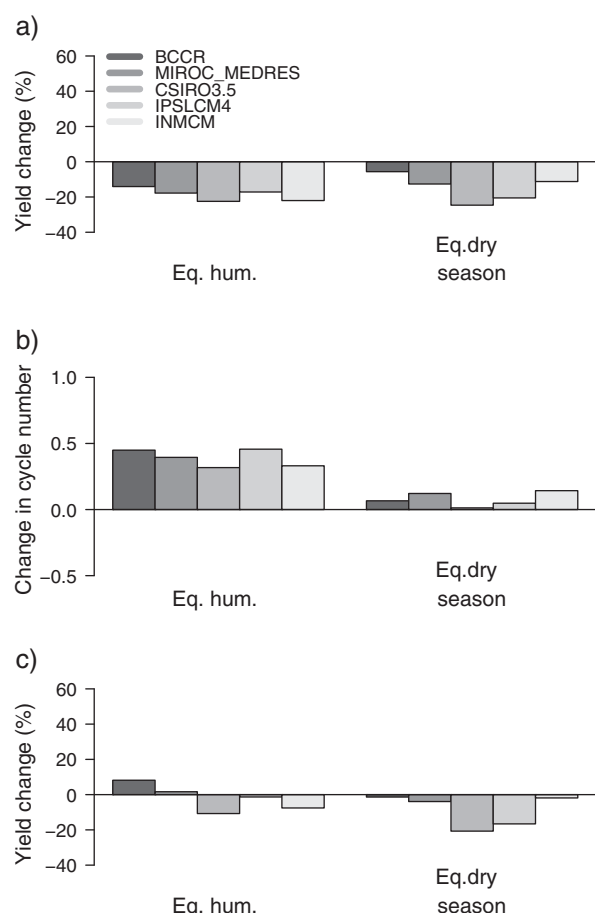 a)
Yield change (%)
60
40
20
0
−20
−40
BCCR
MIROC_MEDRES
CSIRO3.5
IPSLCM4
INMCM
Eq. hum.
Eq.dry
season
b)
Change in cycle number
1.0
0.5
0.0
−0.5
Eq. hum.
Eq.dry
season
c)
Yield change (%)
60
40
20
0
−20
−40
Eq. hum.
Eq.dry
season